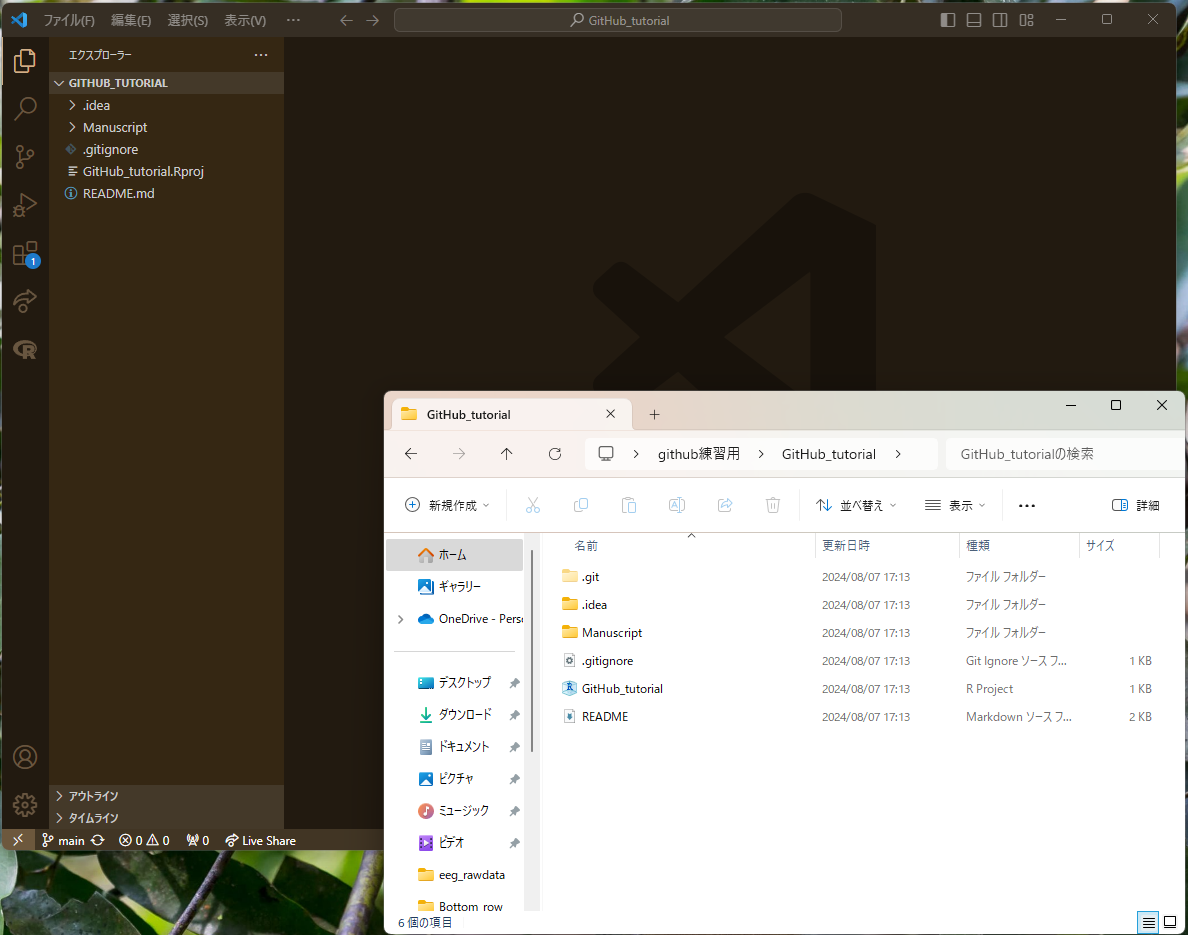 ファイル(F) 編集(E) 選択(S) 表示(V) ··· GitHub_tutorial
エクスプローラー ···
GITHUB_TUTORIAL
.idea
Manuscript
.gitignore
GitHub_tutorial.Rproj
README.md
1
アウトライン
タイムライン
main 0 0 0 Live Share
GitHub_tutorial
github練習用 > GitHub_tutorial > GitHub_tutorialの検索
新規作成 並べ替え 表示 ··· 詳細
ホーム
ギャラリー
OneDrive - Perso
デスクトップ
ダウンロード
ドキュメント
ピクチャ
ミュージック
ビデオ
eeg_rawdata
Bottom row
名前 更新日時 種類 サイズ
.git 2024/08/07 17:13 ファイル フォルダー
.idea 2024/08/07 17:13 ファイル フォルダー
Manuscript 2024/08/07 17:13 ファイル フォルダー
.gitignore 2024/08/07 17:13 Git Ignore ソース フ... 1 KB
GitHub_tutorial 2024/08/07 17:13 R Project 1 KB
README 2024/08/07 17:13 Markdown ソース フ... 2 KB
6 個の項目